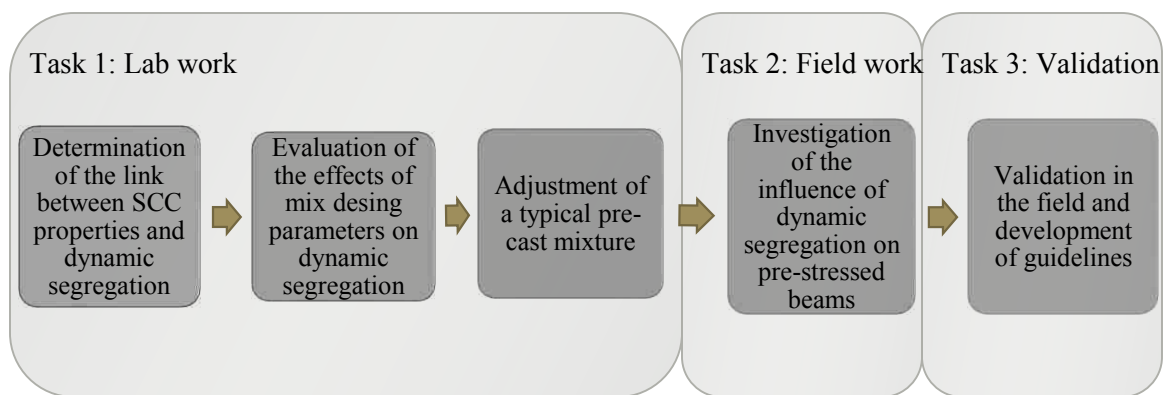 Task 1: Lab work
Determination
of the link
between SCC
properties and
dynamic
segregation
Evaluation of
the effects of
mix desing
parameters on
dynamic
segregation
Adjustment of
a typical pre-
cast mixture
Task 2: Field work
Investigation
of the
influence of
dynamic
segregation on
pre-stressed
beams
Task 3: Validation
Validation in
the field and
development
of guidelines